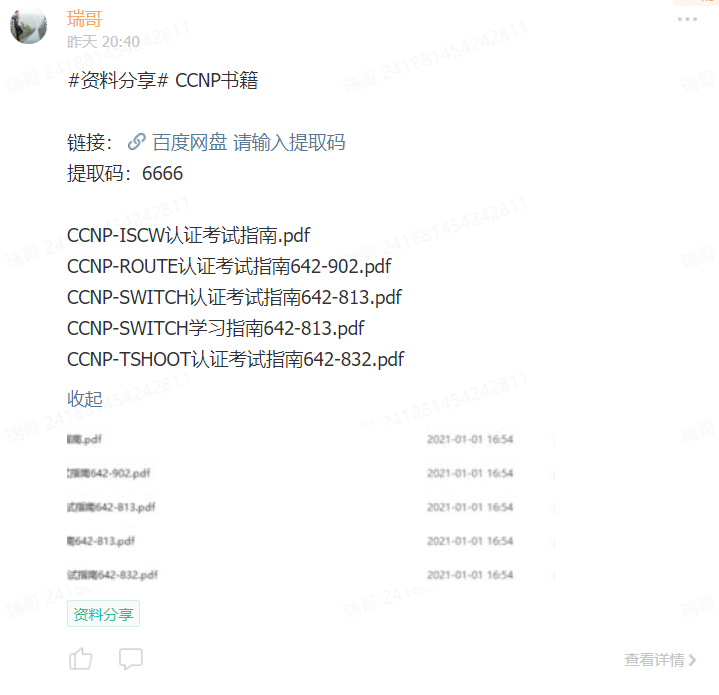 瑞哥
昨天 20:40
#资料分享# CCNP书籍
链接： 百度网盘 请输入提取码
提取码：6666
CCNP-ISCW认证考试指南.pdf
CCNP-ROUTE认证考试指南642-902.pdf
CCNP-SWITCH认证考试指南642-813.pdf
CCNP-SWITCH学习指南642-813.pdf
CCNP-TSHOOT认证考试指南642-832.pdf
收起
指南.pdf 2021-01-01 16:54
试指南642-902.pdf 2021-01-01 16:54
试指南642-813.pdf 2021-01-01 16:54
南642-813.pdf 2021-01-01 16:54
试指南642-832.pdf 2021-01-01 16:54
资料分享
查看详情
瑞哥 241881454242811